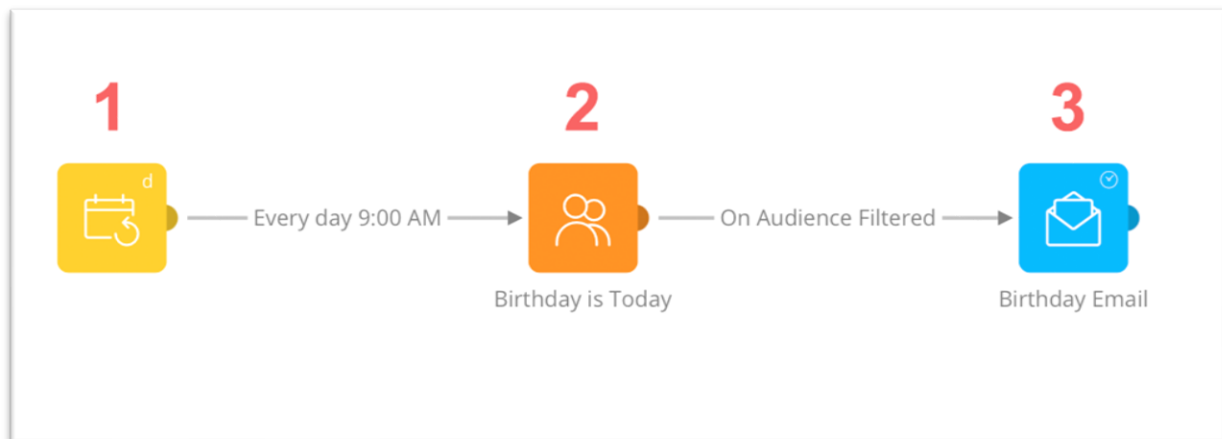 1
2
3
d
Every day 9:00 AM
On Audience Filtered
Birthday is Today
Birthday Email